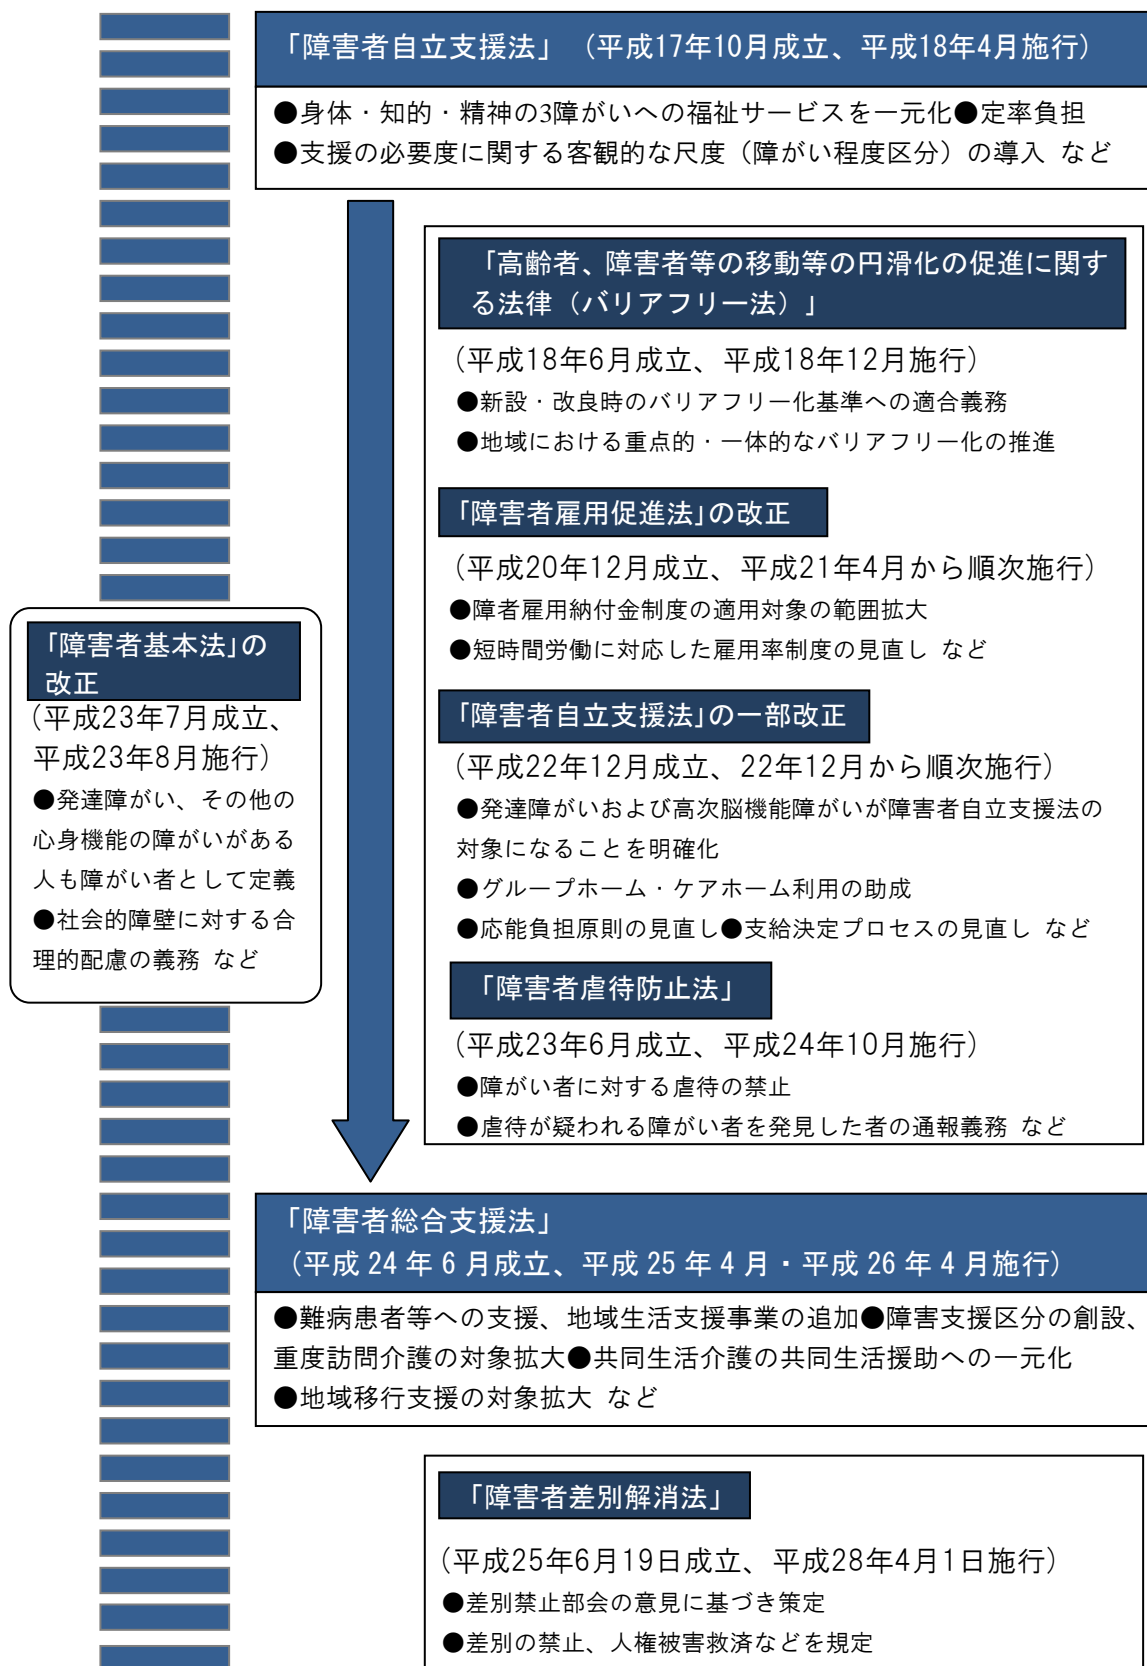 「障害者自立支援法」（平成17年10月成立、平成18年4月施行）
●身体・知的・精神の3障がいへの福祉サービスを一元化●定率負担
●支援の必要度に関する客観的な尺度（障がい程度区分）の導入 など
「高齢者、障害者等の移動等の円滑化の促進に関す
る法律（バリアフリー法）」
（平成18年6月成立、平成18年12月施行）
●新設・改良時のバリアフリー化基準への適合義務
●地域における重点的・一体的なバリアフリー化の推進
「障害者雇用促進法」の改正
（平成20年12月成立、平成21年4月から順次施行）
●障者雇用納付金制度の適用対象の範囲拡大
●短時間労働に対応した雇用率制度の見直し など
「障害者基本法」の
改正
（平成23年7月成立、
平成23年8月施行）
●発達障がい、その他の
心身機能の障がいがある
人も障がい者として定義
●社会的障壁に対する合
理的配慮の義務 など
「障害者自立支援法」の一部改正
（平成22年12月成立、22年12月から順次施行）
●発達障がいおよび高次脳機能障がいが障害者自立支援法の
対象になることを明確化
●グループホーム・ケアホーム利用の助成
●応能負担原則の見直し●支給決定プロセスの見直し など
「障害者虐待防止法」
（平成23年6月成立、平成24年10月施行）
●障がい者に対する虐待の禁止
●虐待が疑われる障がい者を発見した者の通報義務 など
「障害者総合支援法」
（平成 24 年 6 月成立、平成 25 年 4 月・平成 26 年 4 月施行）
●難病患者等への支援、地域生活支援事業の追加●障害支援区分の創設、
重度訪問介護の対象拡大●共同生活介護の共同生活援助への一元化
●地域移行支援の対象拡大 など
「障害者差別解消法」
（平成25年6月19日成立、平成28年4月1日施行）
●差別禁止部会の意見に基づき策定
●差別の禁止、人権被害救済などを規定